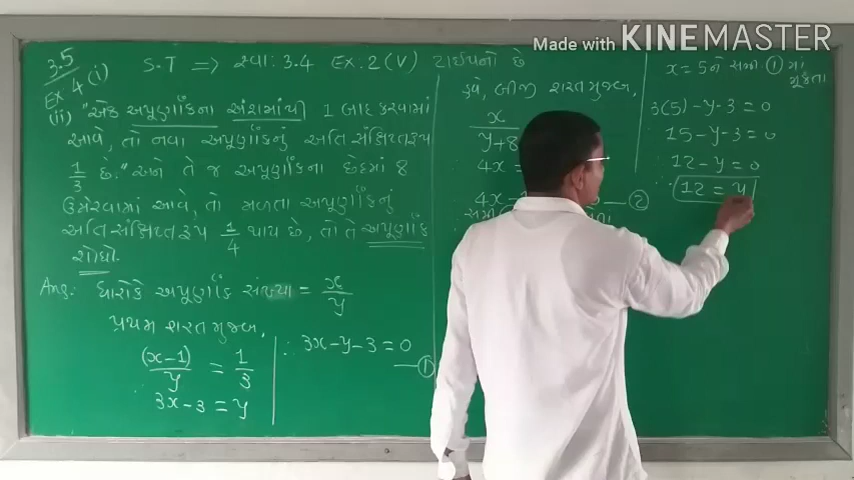 Made with KINEMASTER
3.5
Ex 4 (i) S.T ⇒ સ્વા: 3.4 Ex. 2 (V) ટાઈપનો છે
(ii) "એક અપૂર્ણાંકના અંશમાંથી 1 બાદ કરવામાં
આવે, તો નવા અપૂર્ણાંકનું અતિ સંક્ષિપ્તરૂપ
1/3 છે." અને તે જ અપૂર્ણાંકના છેદમાં 8
ઉમેરવામાં આવે, તો મળતા અપૂર્ણાંકનું
અતિ સંક્ષિપ્તરૂપ 1/4 થાય છે, તો તે અપૂર્ણાંક
શોધો.
Ans: ધારોકે અપૂર્ણાંક સંખ્યા = x/y
પ્રથમ શરત મુજબ,
(x-1)/y = 1/3
∴ 3x-3 = y
∴ 3x-y-3=0 —①
હવે, બીજી શરત મુજબ,
x/y+8
∴ 4x =
4x — ②
સમી
x = 5 ને સમી ① માં
મૂકતા
3(5)-y-3=0
∴ 15-y-3=0
∴ 12-y=0
∴ 12 = y